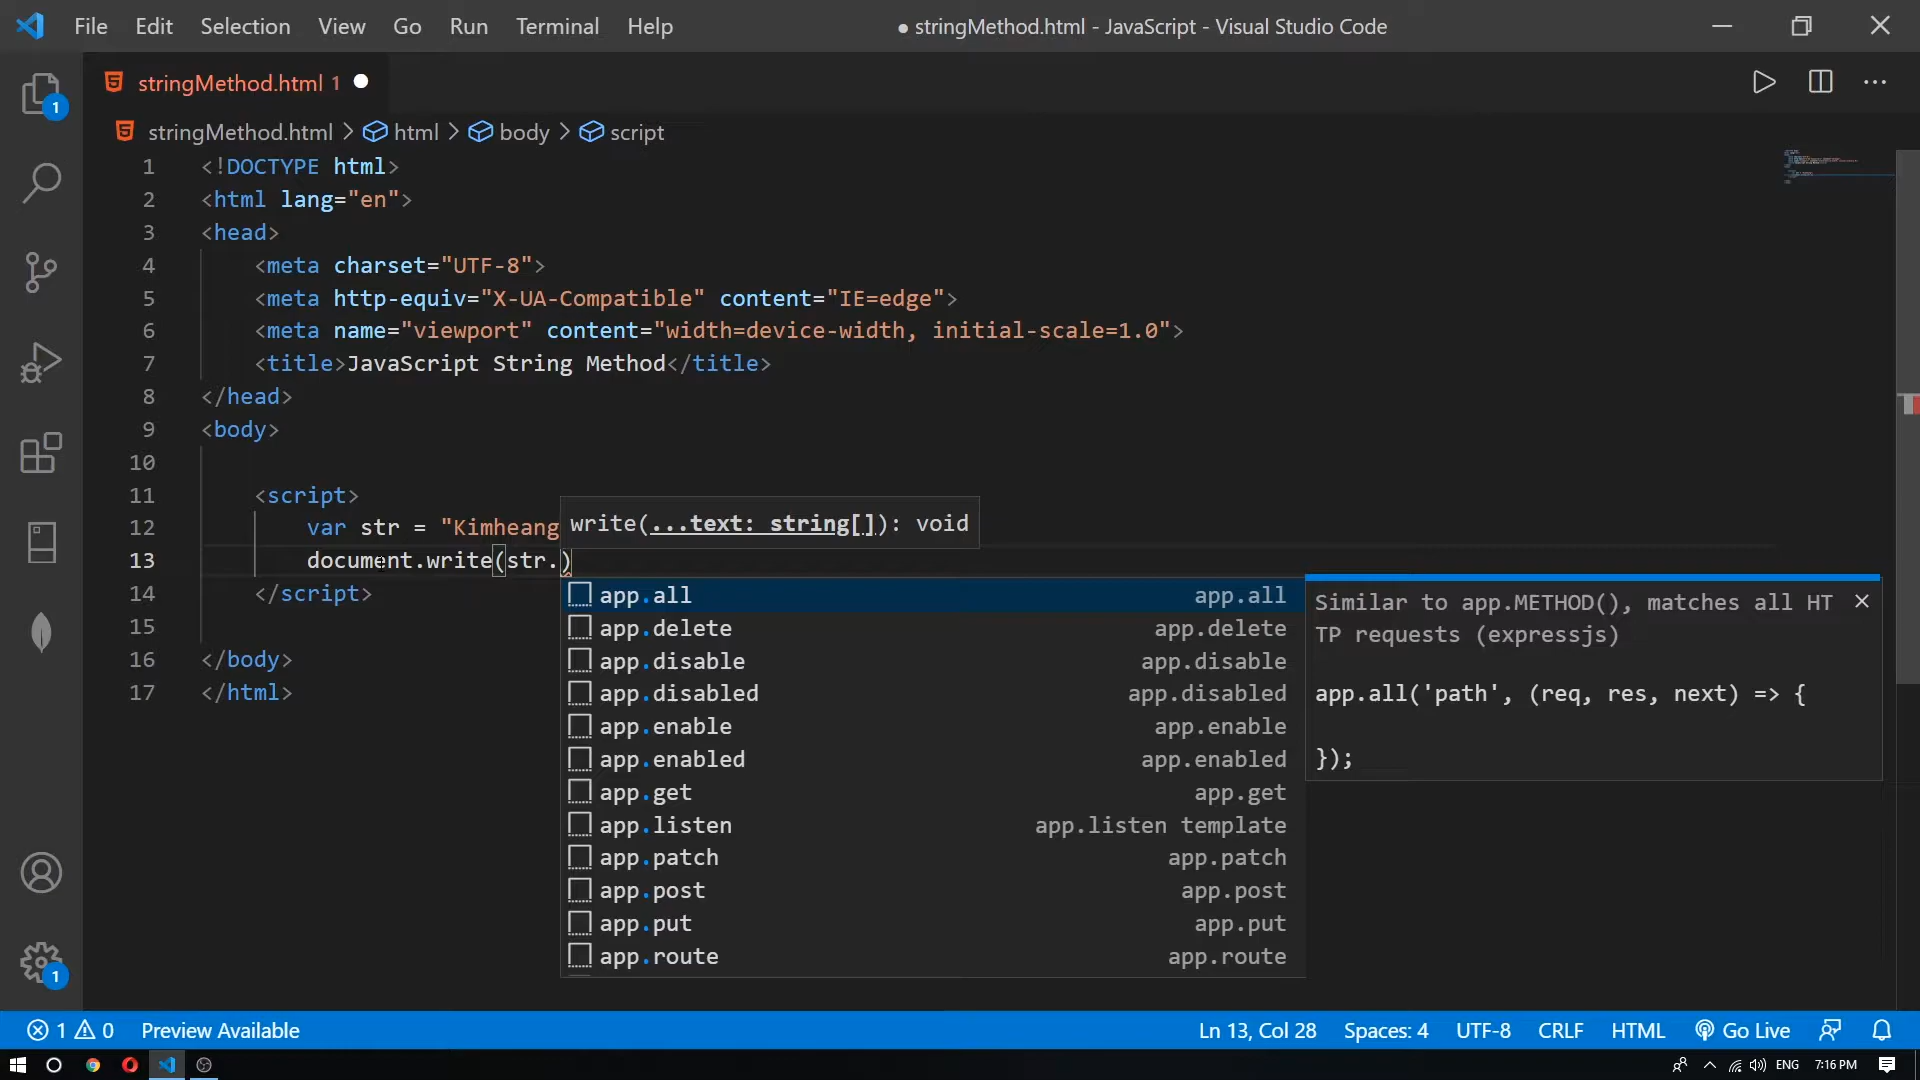 File Edit Selection View Go Run Terminal Help ● stringMethod.html - JavaScript - Visual Studio Code
1
stringMethod.html 1
stringMethod.html > html > body > script
1 <!DOCTYPE html>
2 <html lang="en">
3 <head>
4 <meta charset="UTF-8">
5 <meta http-equiv="X-UA-Compatible" content="IE=edge">
6 <meta name="viewport" content="width=device-width, initial-scale=1.0">
7 <title>JavaScript String Method</title>
8 </head>
9 <body>
10
11 <script>
write(...text: string[]): void
12 var str = "Kimheang
13 document.write(str.)
14 </script>
15
16 </body>
17 </html>
app.all app.all
app.delete app.delete
app.disable app.disable
app.disabled app.disabled
app.enable app.enable
app.enabled app.enabled
app.get app.get
app.listen app.listen template
app.patch app.patch
app.post app.post
app.put app.put
app.route app.route
Similar to app.METHOD(), matches all HT
TP requests (expressjs)
app.all('path', (req, res, next) => {
});
1
1 0 Preview Available Ln 13, Col 28 Spaces: 4 UTF-8 CRLF HTML Go Live
ENG 7:16 PM